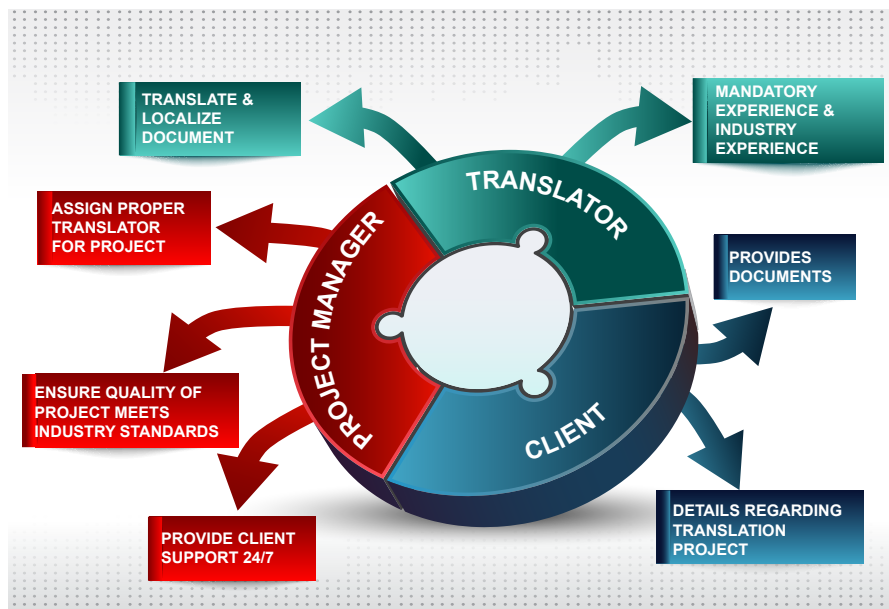 TRANSLATE &
LOCALIZE
DOCUMENT
MANDATORY
EXPERIENCE &
INDUSTRY
EXPERIENCE
TRANSLATOR
ASSIGN PROPER
TRANSLATOR
FOR PROJECT
PROJECT MANAGER
PROVIDES
DOCUMENTS
ENSURE QUALITY OF
PROJECT MEETS
INDUSTRY STANDARDS
CLIENT
DETAILS REGARDING
TRANSLATION
PROJECT
PROVIDE CLIENT
SUPPORT 24/7